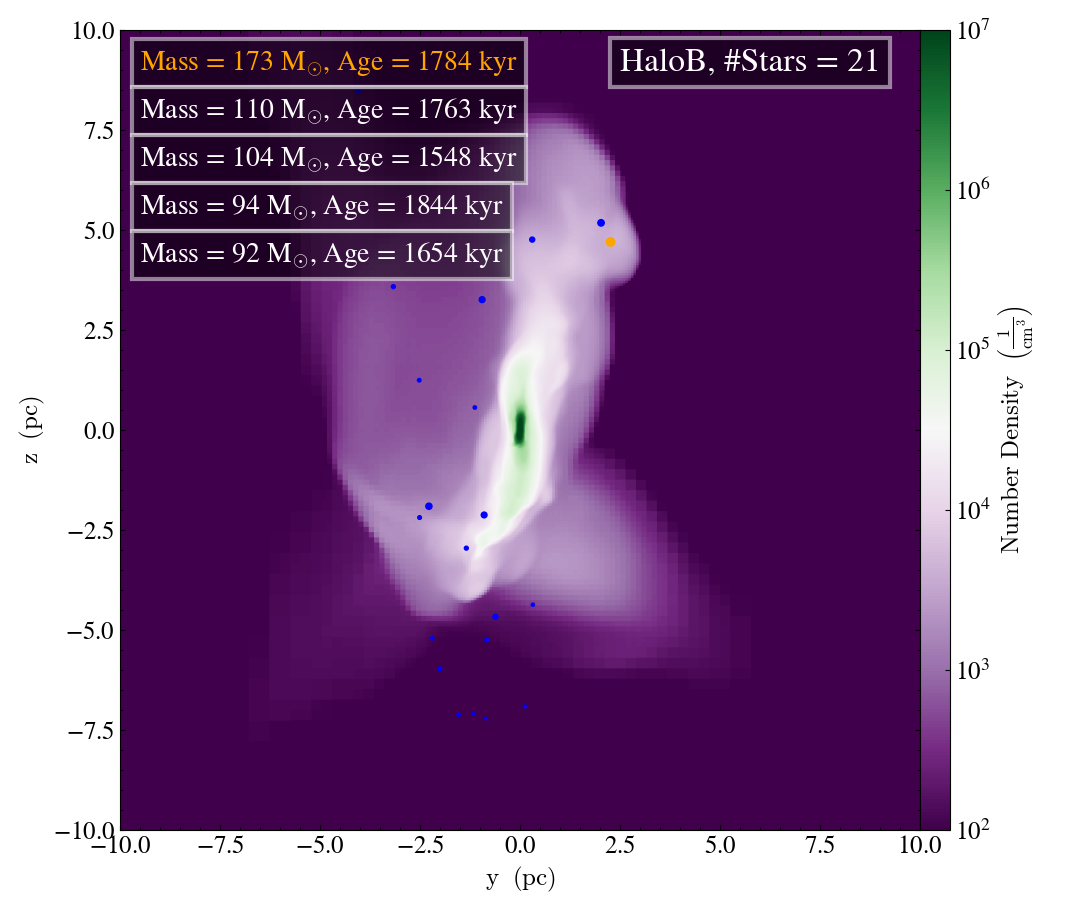 Mass = 173 M☉, Age = 1784 kyr
HaloB, #Stars = 21
Mass = 110 M☉, Age = 1763 kyr
Mass = 104 M☉, Age = 1548 kyr
Mass = 94 M☉, Age = 1844 kyr
Mass = 92 M☉, Age = 1654 kyr
10.0
7.5
5.0
2.5
0.0
−2.5
−5.0
−7.5
−10.0
z (pc)
−10.0 −7.5 −5.0 −2.5 0.0 2.5 5.0 7.5 10.0
y (pc)
10⁷
10⁶
10⁵
10⁴
10³
10²
Number Density (1/cm³)